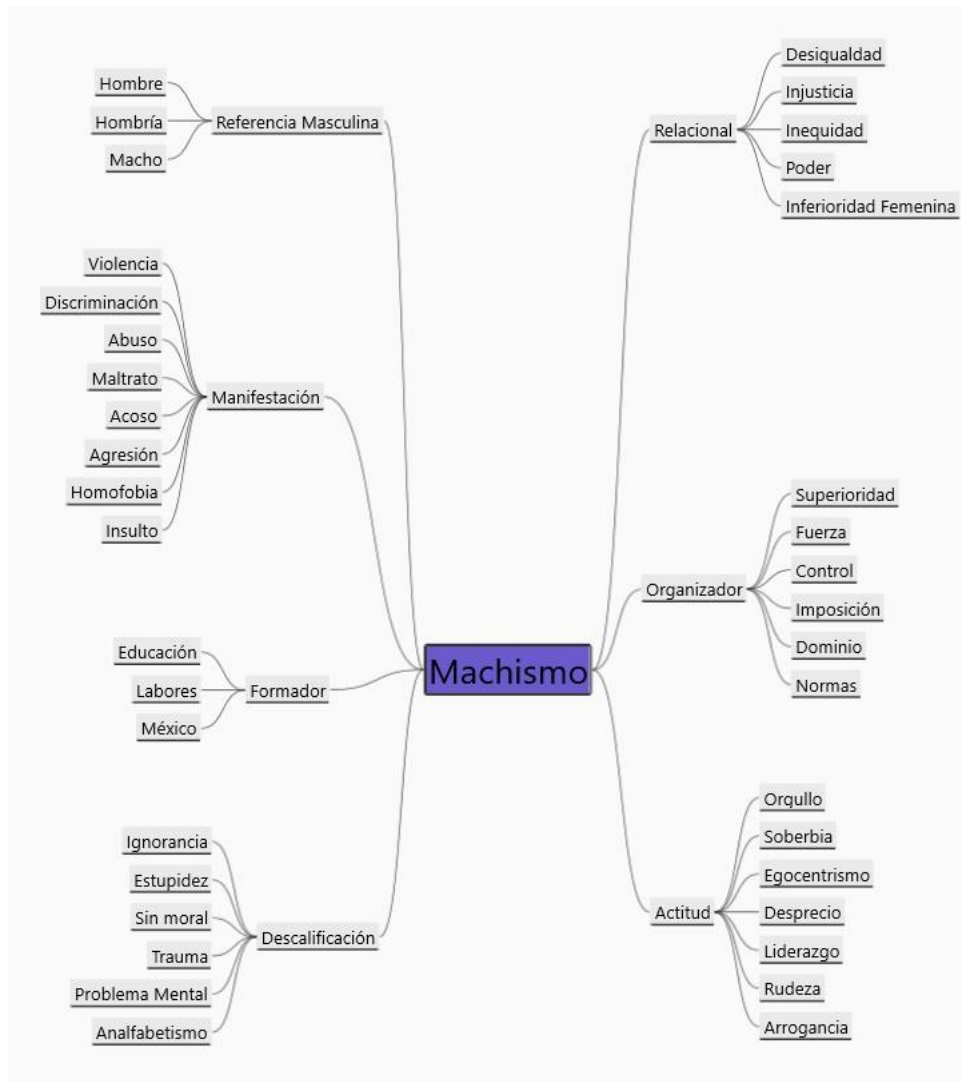 Machismo
Referencia Masculina
Hombre
Hombría
Macho
Manifestación
Violencia
Discriminación
Abuso
Maltrato
Acoso
Agresión
Homofobia
Insulto
Formador
Educación
Labores
México
Descalificación
Ignorancia
Estupidez
Sin moral
Trauma
Problema Mental
Analfabetismo
Relacional
Desigualdad
Injusticia
Inequidad
Poder
Inferioridad Femenina
Organizador
Superioridad
Fuerza
Control
Imposición
Dominio
Normas
Actitud
Orgullo
Soberbia
Egocentrismo
Desprecio
Liderazgo
Rudeza
Arrogancia